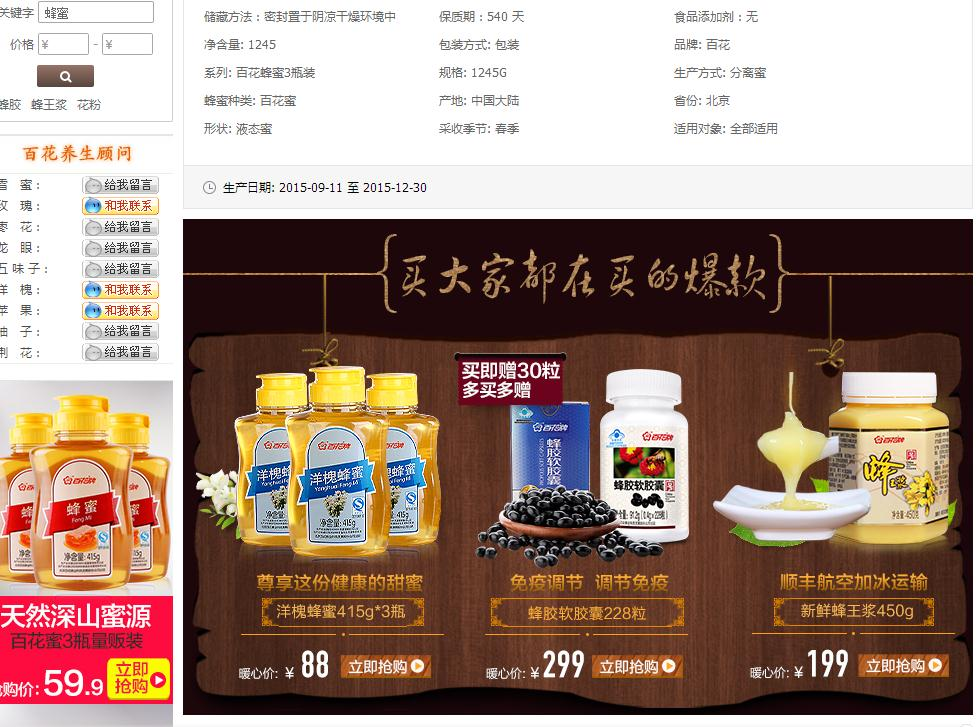 关键字 蜂蜜
价格 ¥ - ¥
蜂胶 蜂王浆 花粉
百花养生顾问
雪 蜜： 给我留言
玫 瑰： 和我联系
枣 花： 给我留言
龙 眼： 给我留言
五 味 子： 给我留言
洋 槐： 和我联系
苹 果： 和我联系
柚 子： 给我留言
荆 花： 给我留言
百花牌
蜂蜜
Feng Mi
净含量: 415g
天然深山蜜源
百花蜜3瓶量贩装
抢购价: 59.9
立即
抢购
储藏方法：密封置于阴凉干燥环境中 保质期：540 天 食品添加剂：无
净含量: 1245 包装方式: 包装 品牌: 百花
系列: 百花蜂蜜3瓶装 规格: 1245G 生产方式: 分离蜜
蜂蜜种类: 百花蜜 产地: 中国大陆 省份: 北京
形状: 液态蜜 采收季节: 春季 适用对象: 全部适用
生产日期: 2015-09-11 至 2015-12-30
买大家都在买的爆款
百花牌
洋槐蜂蜜
YanghuaiFengMi
净含量: 415g
尊享这份健康的甜蜜
洋槐蜂蜜415g*3瓶
暖心价: ¥ 88 立即抢购
买即赠30粒
多买多赠
百花牌
蜂胶软胶囊
百花牌
蜂胶软胶囊
免疫调节 调节免疫
蜂胶软胶囊228粒
暖心价: ¥ 299 立即抢购
百花牌
净含量: 450克
顺丰航空加冰运输
新鲜蜂王浆450g
暖心价: ¥ 199 立即抢购